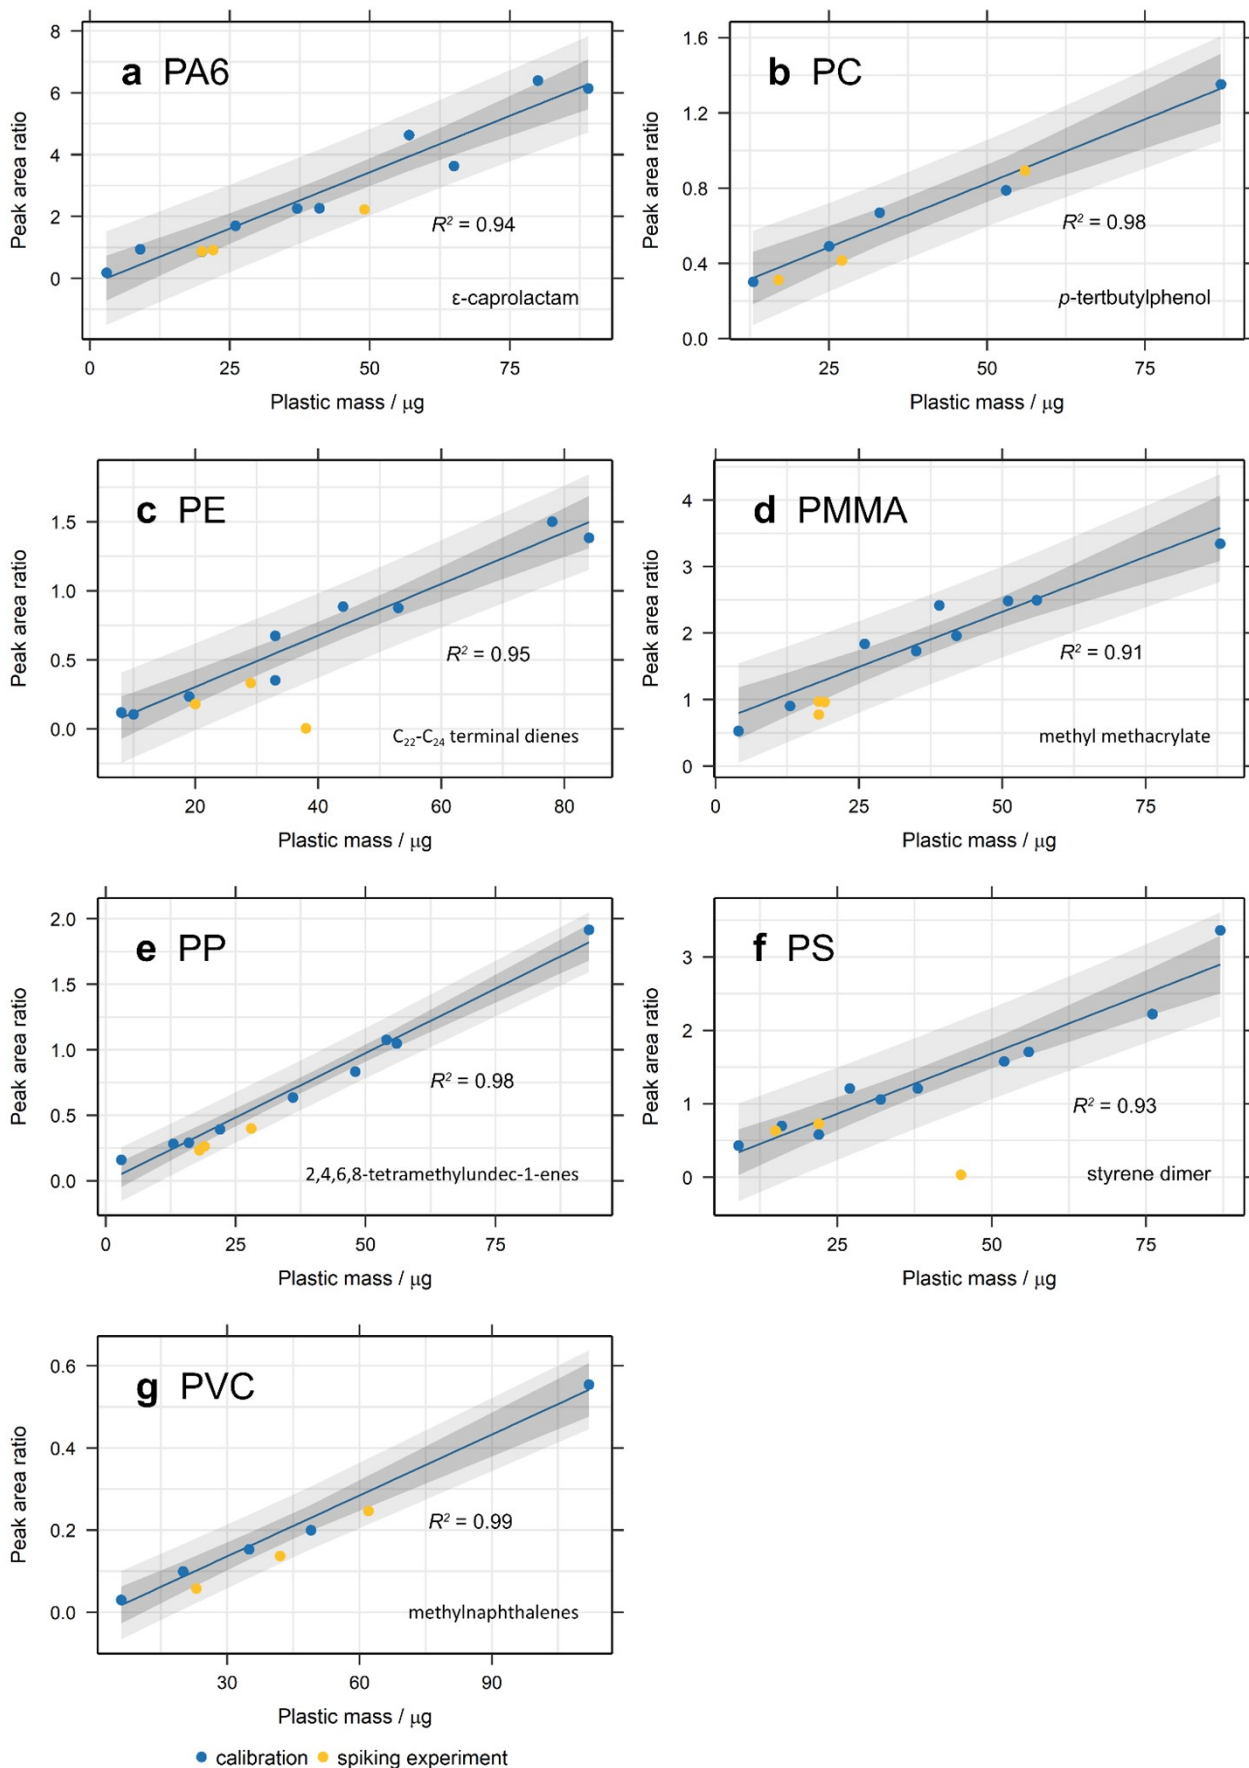 a PA6
Peak area ratio
8
6
4
2
0
R² = 0.94
ε-caprolactam
0 25 50 75
Plastic mass / μg
b PC
Peak area ratio
1.6
1.2
0.8
0.4
0.0
R² = 0.98
p-tertbutylphenol
25 50 75
Plastic mass / μg
c PE
Peak area ratio
1.5
1.0
0.5
0.0
R² = 0.95
C₂₂-C₂₄ terminal dienes
20 40 60 80
Plastic mass / μg
d PMMA
Peak area ratio
4
3
2
1
0
R² = 0.91
methyl methacrylate
0 25 50 75
Plastic mass / μg
e PP
Peak area ratio
2.0
1.5
1.0
0.5
0.0
R² = 0.98
2,4,6,8-tetramethylundec-1-enes
0 25 50 75
Plastic mass / μg
f PS
Peak area ratio
3
2
1
0
R² = 0.93
styrene dimer
25 50 75
Plastic mass / μg
g PVC
Peak area ratio
0.6
0.4
0.2
0.0
R² = 0.99
methylnaphthalenes
30 60 90
Plastic mass / μg
calibration spiking experiment